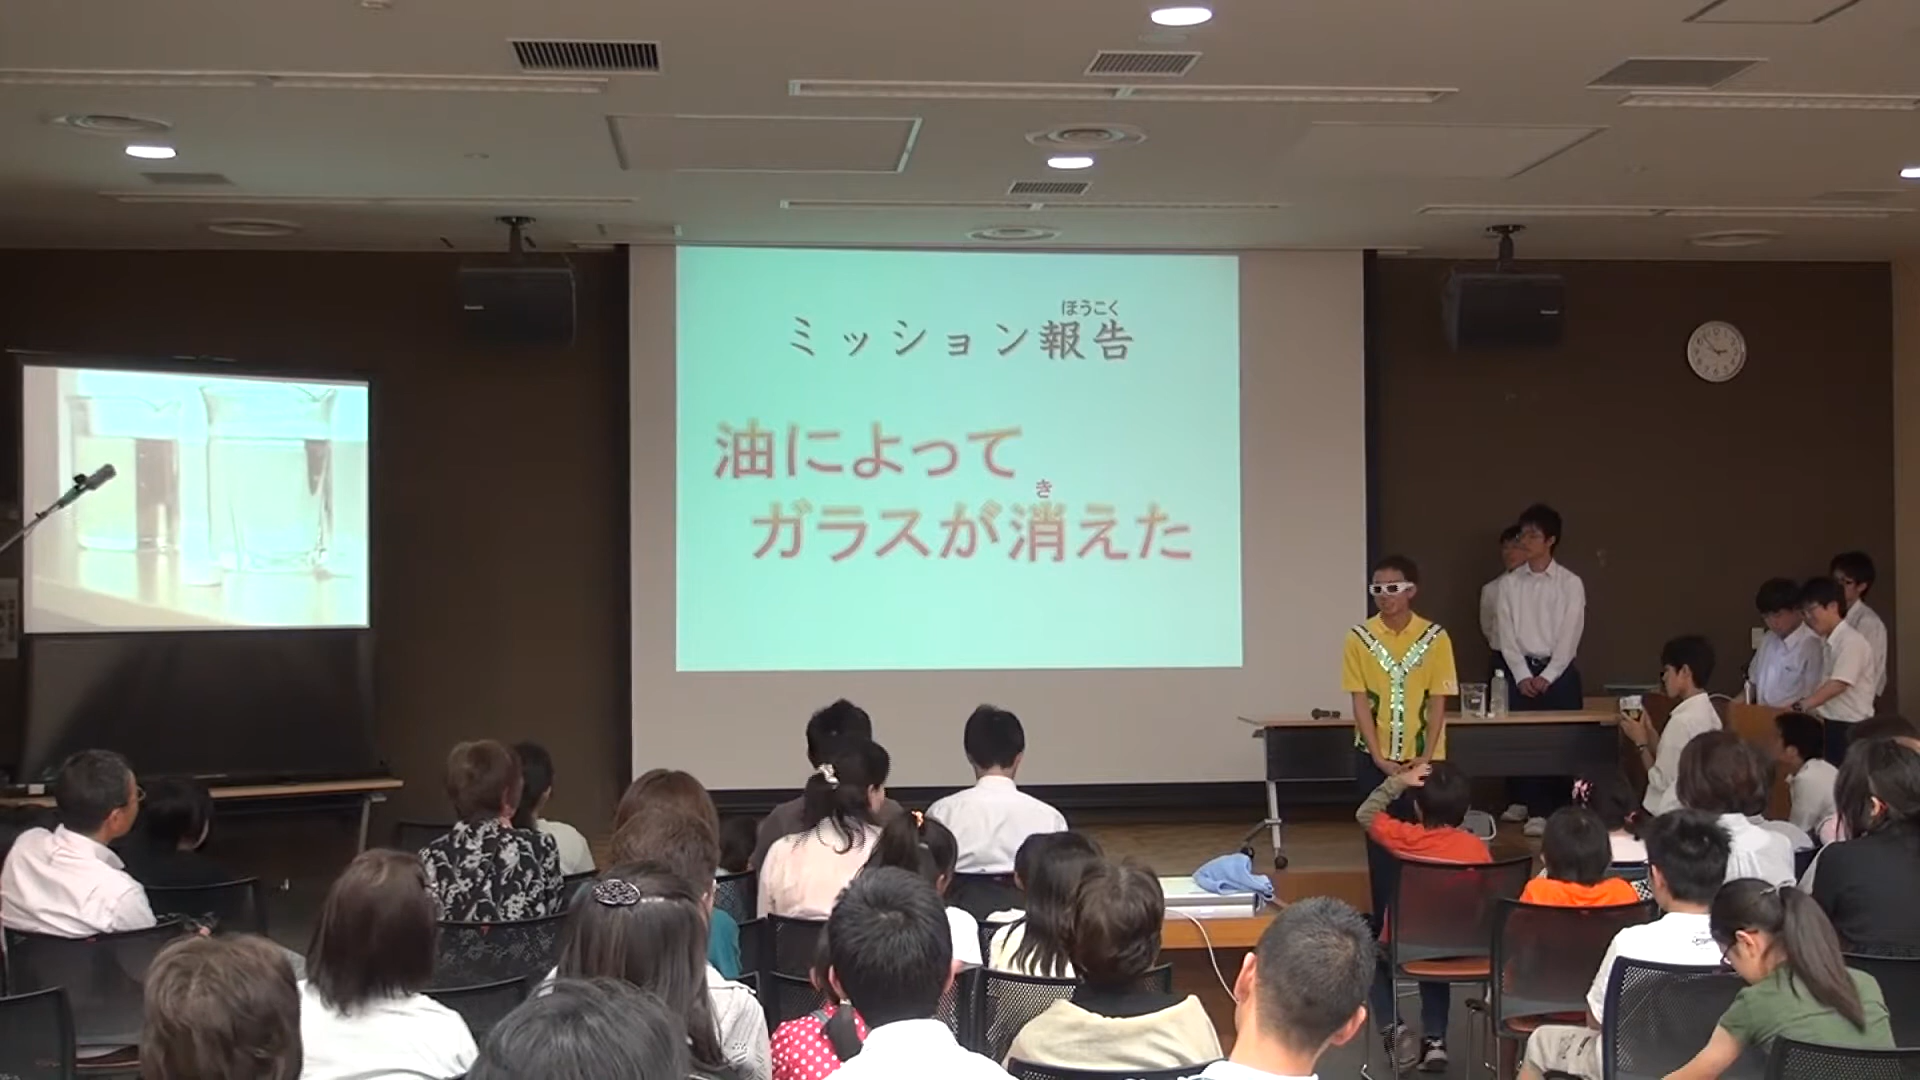 ほうこく
ミッション報告
油によって
き
ガラスが消えた